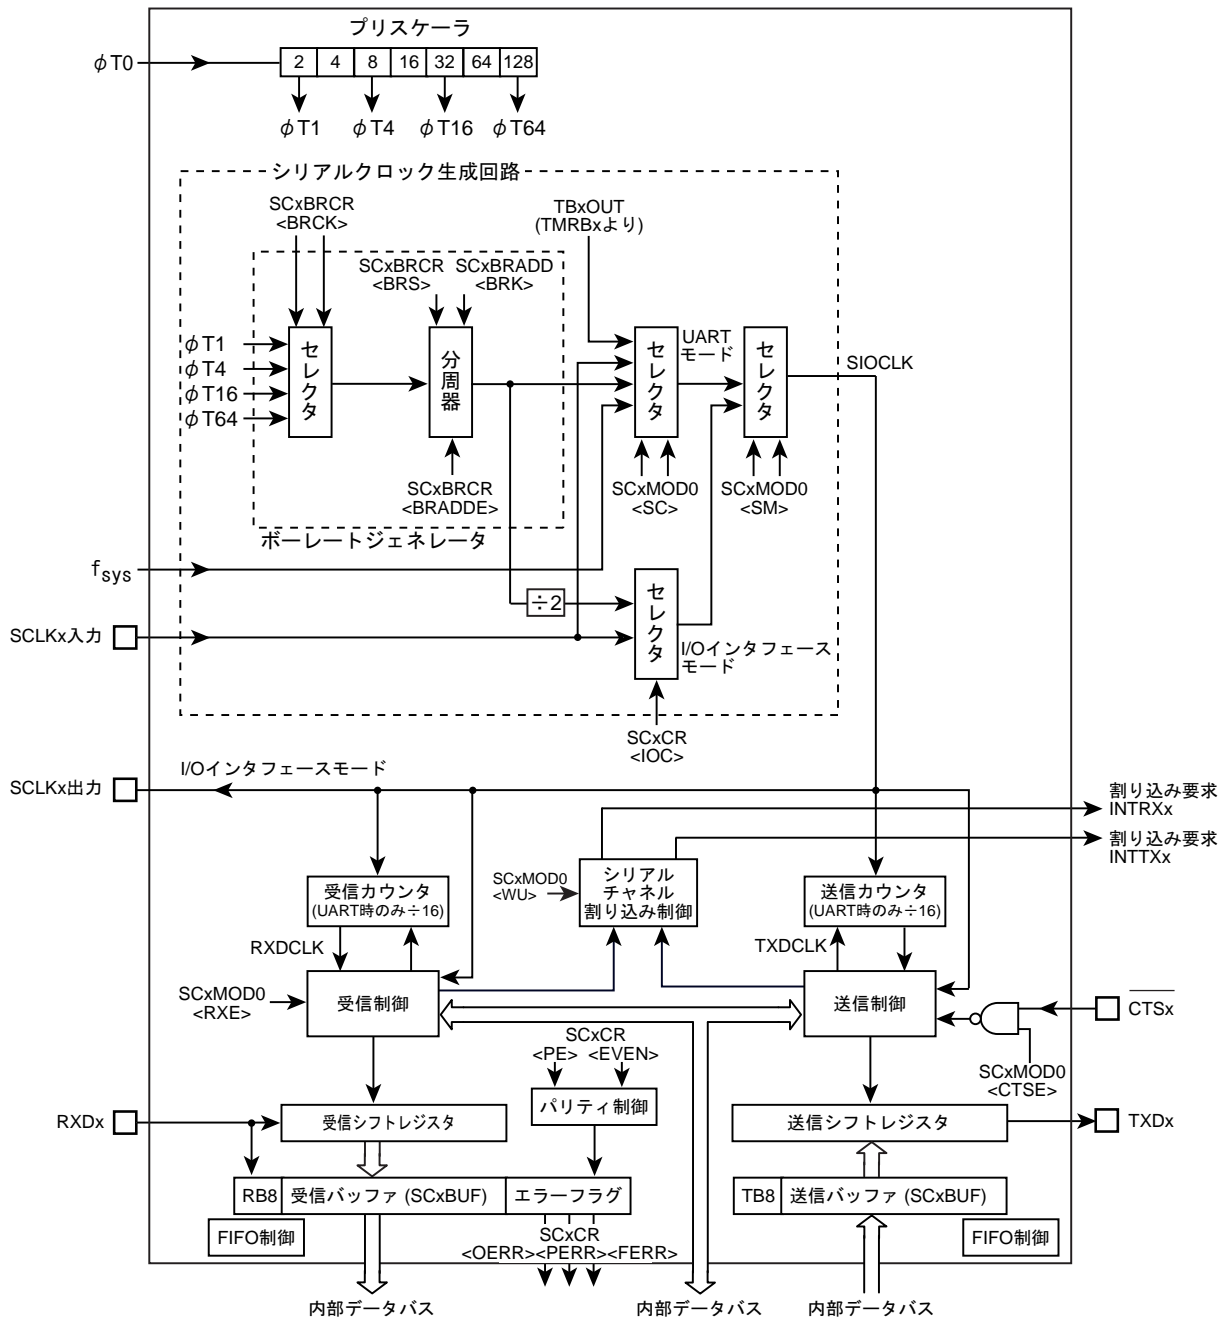 プリスケーラ
φT0
2 4 8 16 32 64 128
φT1 φT4 φT16 φT64
シリアルクロック生成回路
SCxBRCR
<BRCK>
TBxOUT
(TMRBxより)
SCxBRCR
<BRS>
SCxBRADD
<BRK>
φT1
φT4
φT16
φT64
セレクタ
分周器
セレクタ
UART
モード
セレクタ
SIOCLK
SCxBRCR
<BRADDE>
SCxMOD0
<SC>
SCxMOD0
<SM>
ボーレートジェネレータ
fsys
÷2
セレクタ
SCLKx入力
I/Oインタフェース
モード
SCxCR
<IOC>
I/Oインタフェースモード
SCLKx出力
割り込み要求
INTRXx
割り込み要求
INTTXx
受信カウンタ
(UART時のみ÷16)
SCxMOD0
<WU>
シリアル
チャネル
割り込み制御
送信カウンタ
(UART時のみ÷16)
RXDCLK
TXDCLK
SCxMOD0
<RXE>
受信制御
送信制御
CTSx
SCxMOD0
<CTSE>
SCxCR
<PE> <EVEN>
パリティ制御
RXDx
受信シフトレジスタ
送信シフトレジスタ
TXDx
RB8 受信バッファ (SCxBUF) エラーフラグ
TB8 送信バッファ (SCxBUF)
FIFO制御
SCxCR
<OERR><PERR><FERR>
FIFO制御
内部データバス
内部データバス
内部データバス